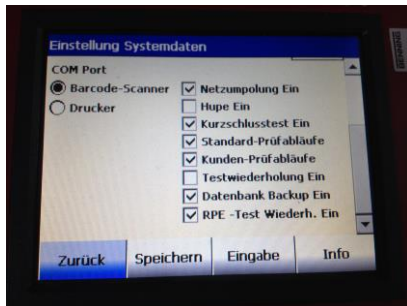 Einstellung Systemdaten
COM Port
Barcode-Scanner
Drucker
Netzumpolung Ein
Hupe Ein
Kurzschlusstest Ein
Standard-Prüfabläufe
Kunden-Prüfabläufe
Testwiederholung Ein
Datenbank Backup Ein
RPE -Test Wiederh. Ein
Zurück Speichern Eingabe Info
BENNING